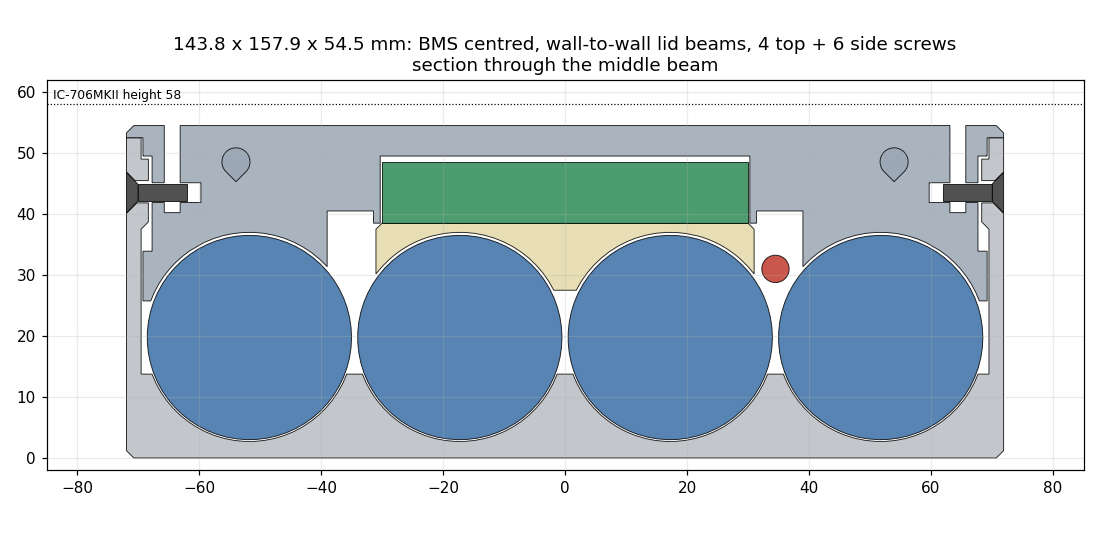 143.8 x 157.9 x 54.5 mm: BMS centred, wall-to-wall lid beams, 4 top + 6 side screws
section through the middle beam
IC-706MKII height 58
60
50
40
30
20
10
0
−80 −60 −40 −20 0 20 40 60 80